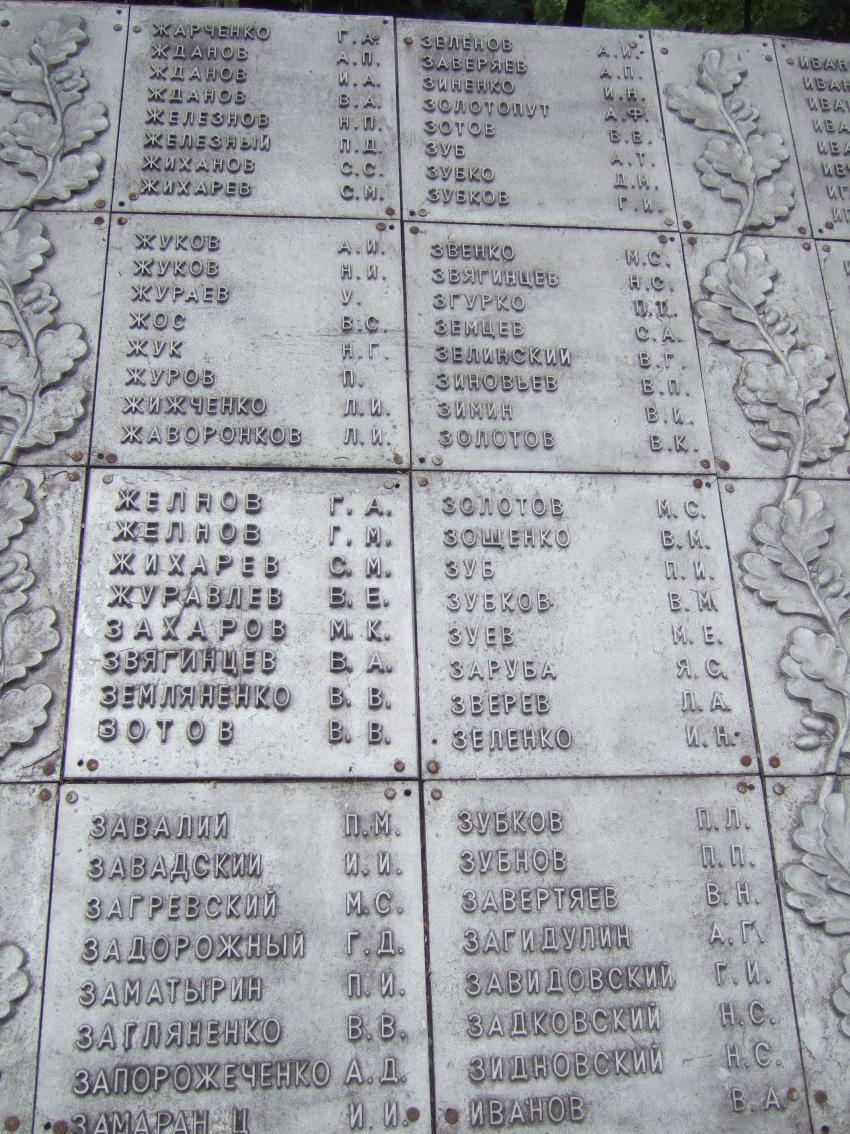 ЖАРЧЕНКО Г.А.
ЖДАНОВ А.П.
ЖДАНОВ И.А.
ЖДАНОВ В.А.
ЖЕЛЕЗНОВ Н.П.
ЖЕЛЕЗНЫЙ П.Д.
ЖИХАНОВ С.С.
ЖИХАРЕВ С.М.
ЗЕЛЕНОВ А.И.
ЗАВЕРЯЕВ А.П.
ЗИНЕНКО И.Н.
ЗОЛОТОПУТ А.Ф.
ЗОТОВ В.В.
ЗУБ А.Т.
ЗУБКО Д.М.
ЗУБКОВ Г.И.
ЖУКОВ А.И.
ЖУКОВ Н.И.
ЖУРАЕВ У.
ЖОС В.С.
ЖУК Н.Г.
ЖУРОВ П.
ЖИЖЧЕНКО Л.И.
ЖАВОРОНКОВ Л.И.
ЗВЕНКО М.С.
ЗВЯГИНЦЕВ Н.С.
ЗГУРКО П.Т.
ЗЕМЦЕВ С.А.
ЗЕЛИНСКИЙ В.Г.
ЗИНОВЬЕВ В.П.
ЗИМИН В.И.
ЗОЛОТОВ В.К.
ЖЕЛНОВ Г.А.
ЖЕЛНОВ Г.М.
ЖИХАРЕВ С.М.
ЖУРАВЛЕВ В.Е.
ЗАХАРОВ М.К.
ЗВЯГИНЦЕВ В.А.
ЗЕМЛЯНЕНКО В.В.
ЗОТОВ В.В.
ЗОЛОТОВ М.С.
ЗОЩЕНКО В.М.
ЗУБ П.И.
ЗУБКОВ В.М.
ЗУЕВ М.Е.
ЗАРУБА Я.С.
ЗВЕРЕВ Л.А.
ЗЕЛЕНКО И.Н.
ЗАВАЛИЙ П.М.
ЗАВАДСКИЙ И.И.
ЗАГРЕВСКИЙ М.С.
ЗАДОРОЖНЫЙ Г.Д.
ЗАМАТЫРИН П.И.
ЗАГЛЯНЕНКО В.В.
ЗАПОРОЖЕЧЕНКО А.Д.
И.И.
ЗУБКОВ П.Л.
ЗУБНОВ П.П.
ЗАВЕРТЯЕВ В.Н.
ЗАГИДУЛИН А.Г.
ЗАВИДОВСКИЙ Г.И.
ЗАДКОВСКИЙ Н.С.
ЗИДНОВСКИЙ Н.С.
ИВАНОВ В.А.